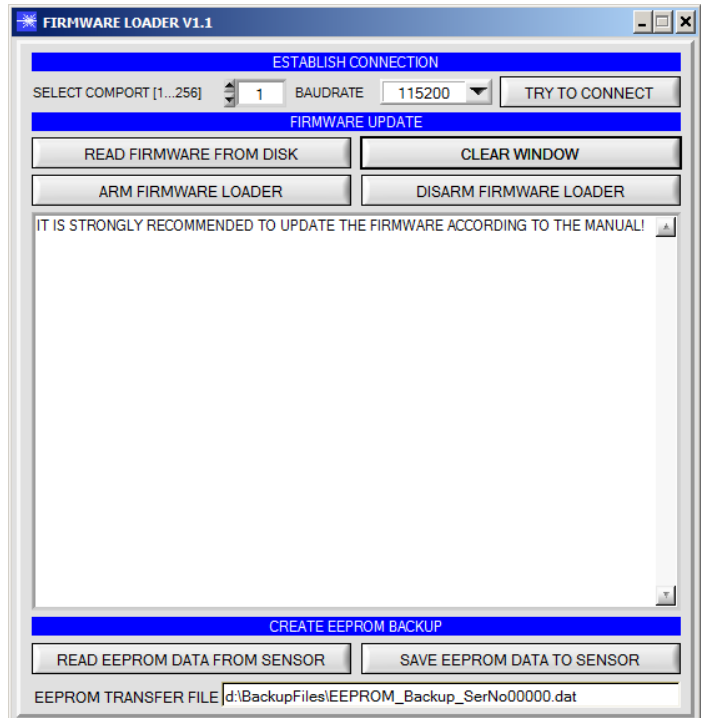 FIRMWARE LOADER V1.1
ESTABLISH CONNECTION
SELECT COMPORT [1...256] 1 BAUDRATE 115200 TRY TO CONNECT
FIRMWARE UPDATE
READ FIRMWARE FROM DISK CLEAR WINDOW
ARM FIRMWARE LOADER DISARM FIRMWARE LOADER
IT IS STRONGLY RECOMMENDED TO UPDATE THE FIRMWARE ACCORDING TO THE MANUAL!
CREATE EEPROM BACKUP
READ EEPROM DATA FROM SENSOR SAVE EEPROM DATA TO SENSOR
EEPROM TRANSFER FILE d:\BackupFiles\EEPROM_Backup_SerNo00000.dat